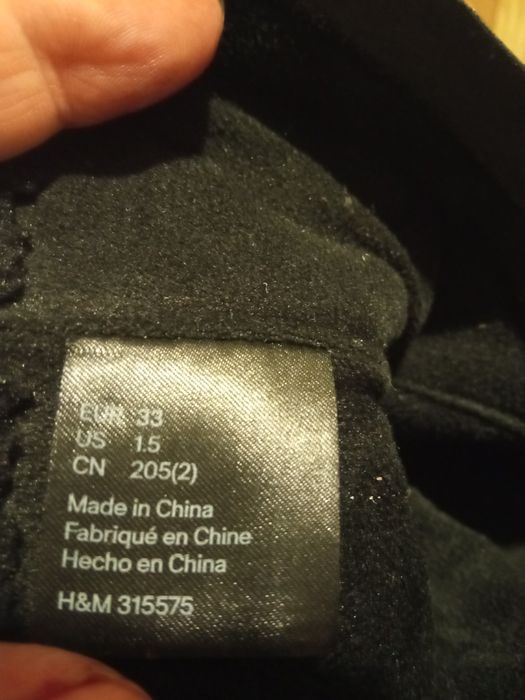 EUR 33
US 1.5
CN 205(2)
Made in China
Fabriqué en Chine
Hecho en China
H&M 315575